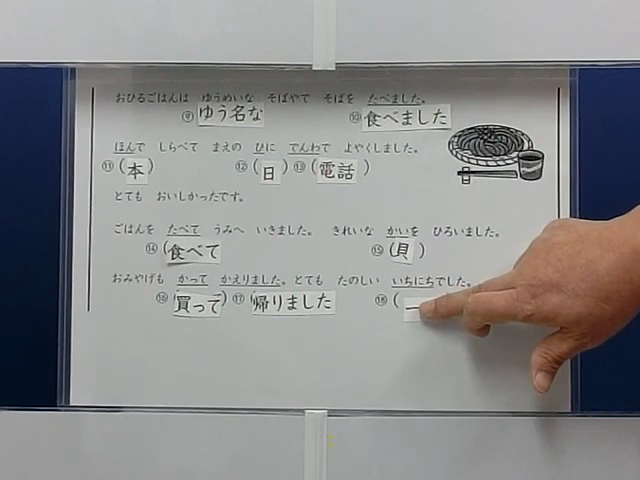 おひるごはんは ゆうめいな そばやで そばを たべました。
⑨ ゆう名な ⑩ 食べました
ほんで しらべて まえの ひに でんわで よやくしました。
⑪(本) ⑫(日) ⑬(電話)
とても おいしかったです。
ごはんを たべて うみへ いきました。 きれいな かいを ひろいました。
⑭(食べて ⑮(貝)
おみやげも かって かえりました。とても たのしい いちにちでした。
⑯(買って) ⑰ 帰りました ⑱(一